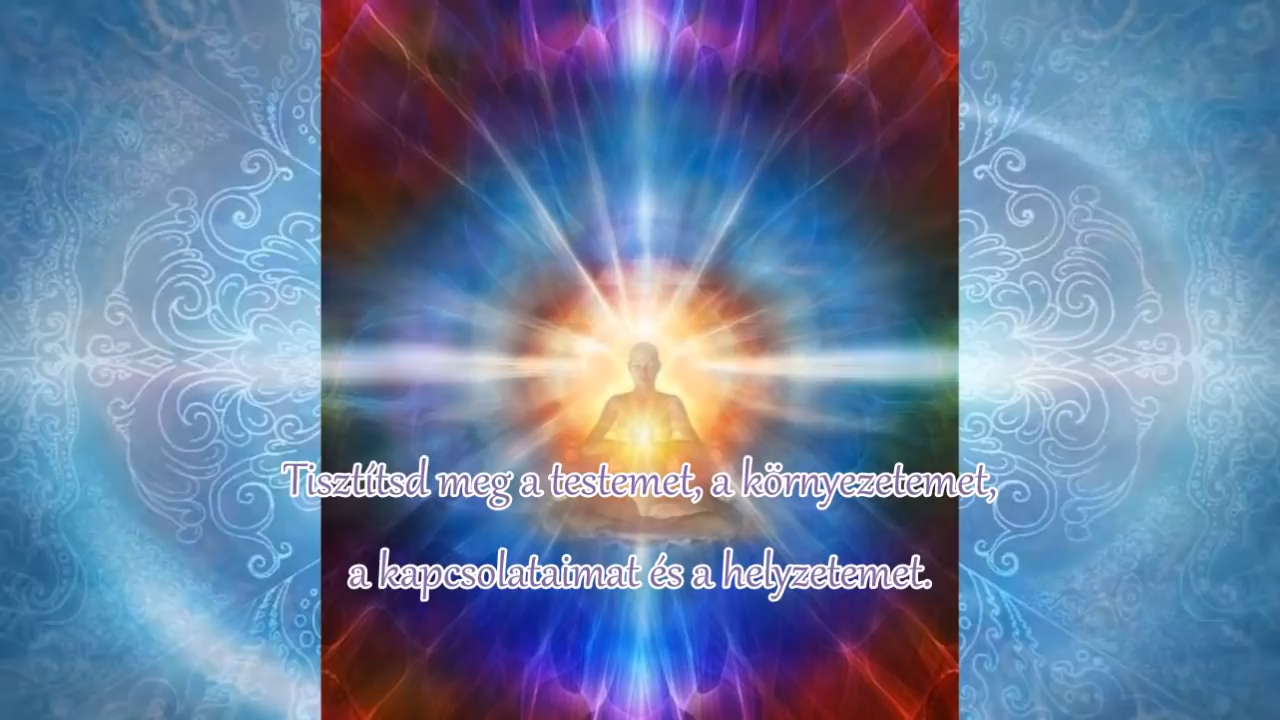 Tisztítsd meg a testemet, a környezetemet,
a kapcsolataimat és a helyzetemet.